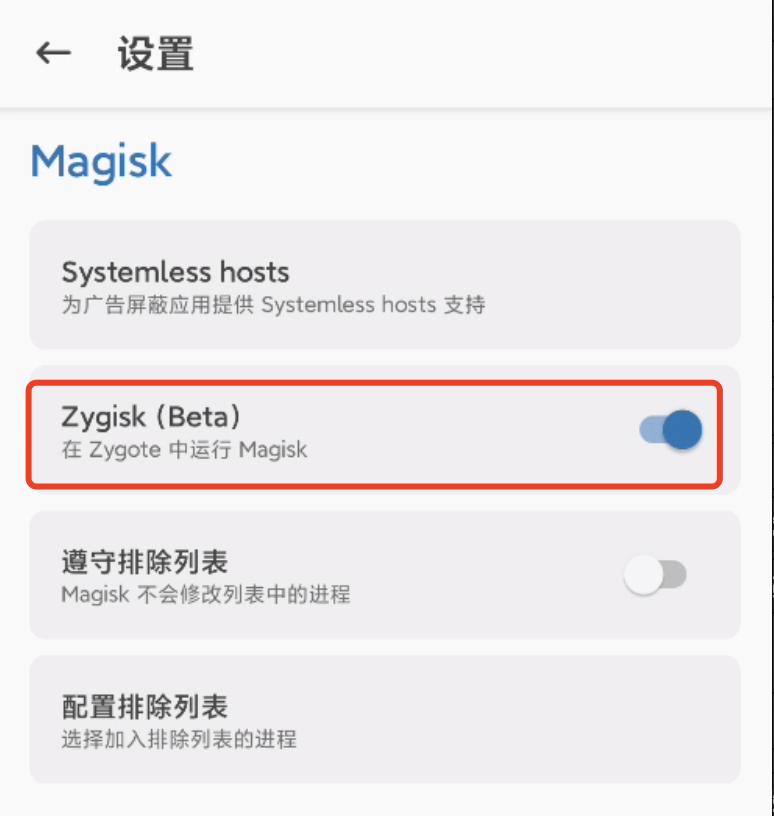 设置
Magisk
Systemless hosts
为广告屏蔽应用提供 Systemless hosts 支持
Zygisk (Beta)
在 Zygote 中运行 Magisk
遵守排除列表
Magisk 不会修改列表中的进程
配置排除列表
选择加入排除列表的进程